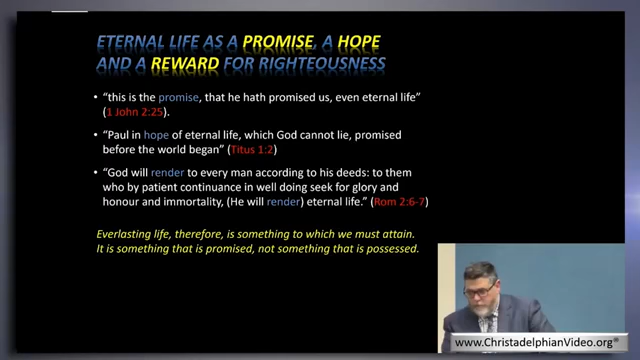 ETERNAL LIFE AS A PROMISE, A HOPE
AND A REWARD FOR RIGHTEOUSNESS
• “this is the promise, that he hath promised us, even eternal life”
(1 John 2:25).
• “Paul in hope of eternal life, which God cannot lie, promised
before the world began” (Titus 1:2)
• “God will render to every man according to his deeds: to them
who by patient continuance in well doing seek for glory and
honour and immortality, (He will render) eternal life.” (Rom 2:6-7)
Everlasting life, therefore, is something to which we must attain.
It is something that is promised, not something that is possessed.
www.ChristadelphianVideo.org®